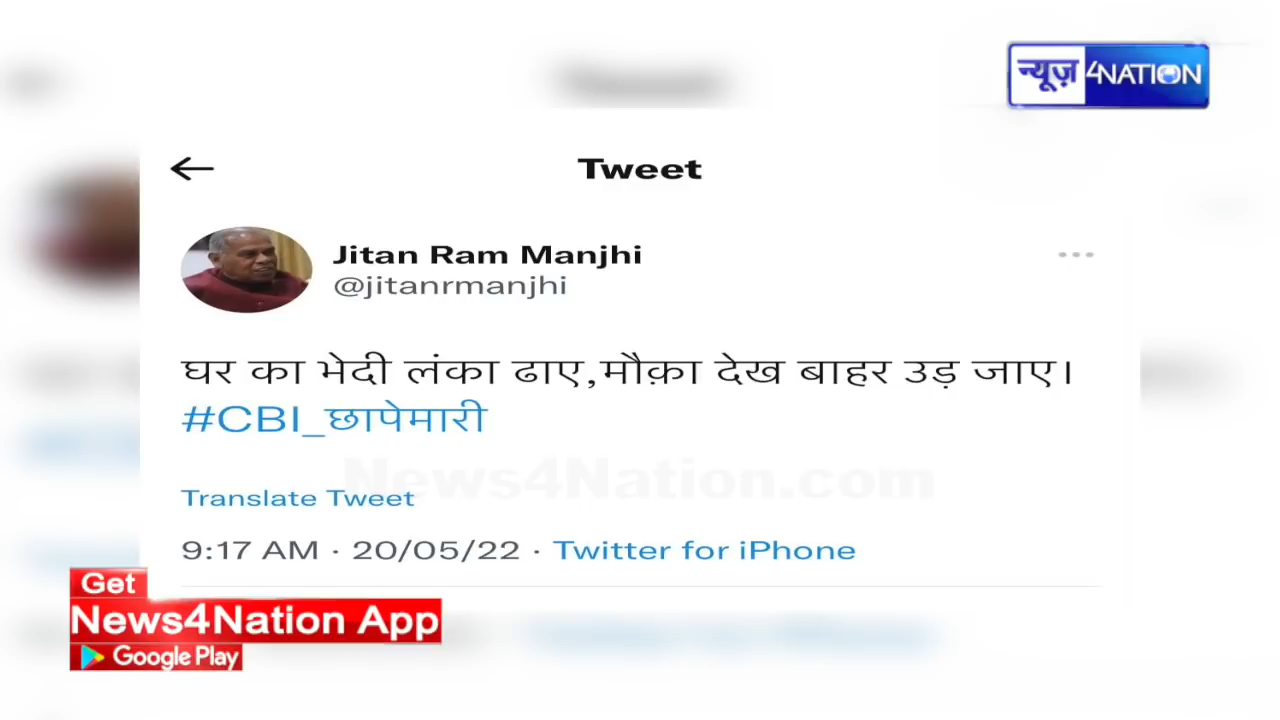 न्यूज़ 4NATION
← Tweet
Jitan Ram Manjhi
@jitanrmanjhi
घर का भेदी लंका ढाए,मौक़ा देख बाहर उड़ जाए।
#CBI_छापेमारी
News4Nation.com
Translate Tweet
9:17 AM · 20/05/22 · Twitter for iPhone
Get
News4Nation App
Google Play